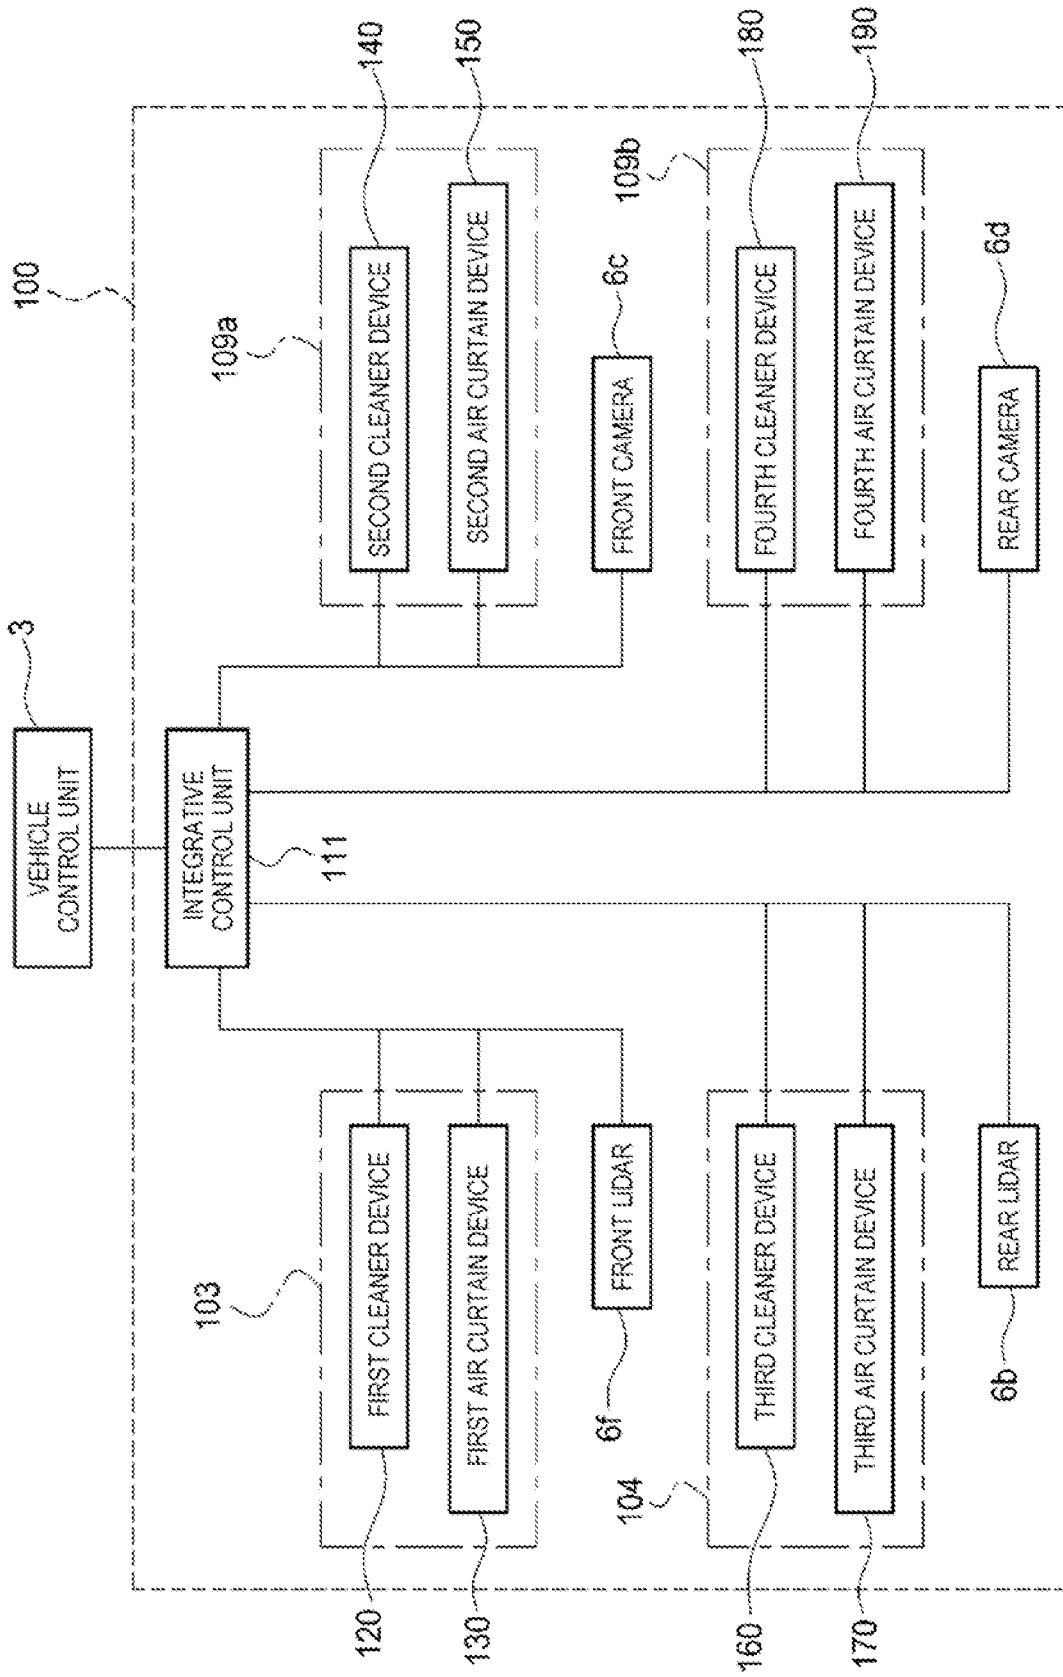 3
VEHICLE
CONTROL UNIT
100
INTEGRATIVE
CONTROL UNIT
111
103
109a
120
FIRST CLEANER DEVICE
SECOND CLEANER DEVICE
140
130
FIRST AIR CURTAIN DEVICE
SECOND AIR CURTAIN DEVICE
150
6f
FRONT LiDAR
FRONT CAMERA
6c
104
109b
160
THIRD CLEANER DEVICE
FOURTH CLEANER DEVICE
180
170
THIRD AIR CURTAIN DEVICE
FOURTH AIR CURTAIN DEVICE
190
6b
REAR LiDAR
REAR CAMERA
6d